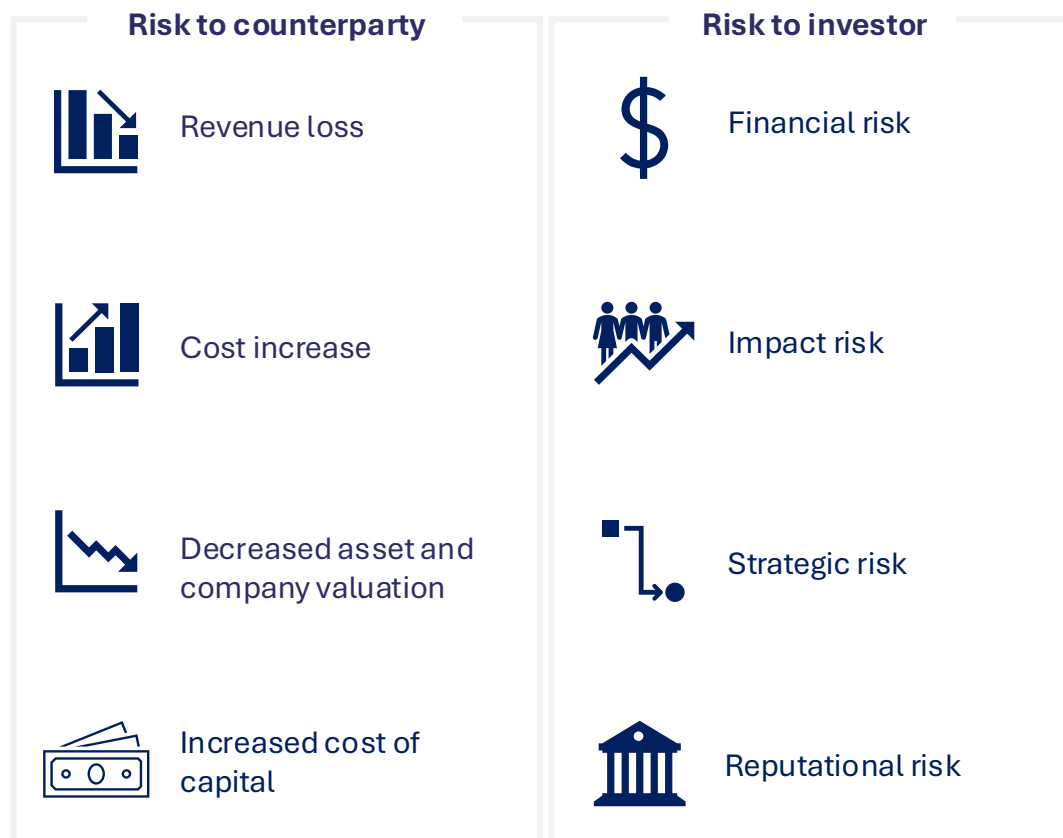 Risk to counterparty
Revenue loss
Cost increase
Decreased asset and
company valuation
Increased cost of
capital
Risk to investor
Financial risk
Impact risk
Strategic risk
Reputational risk